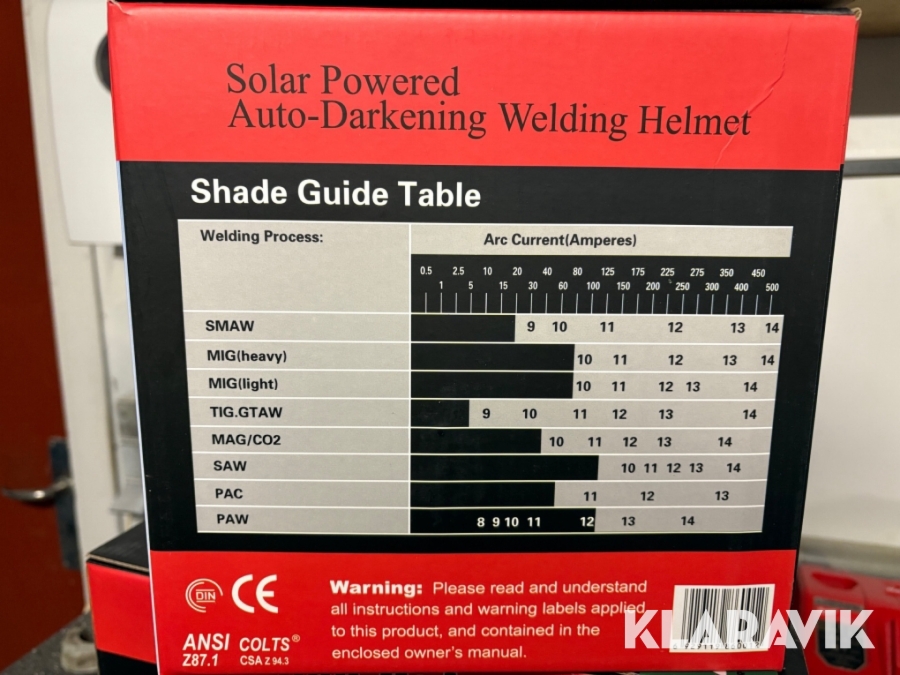 Solar Powered
Auto-Darkening Welding Helmet
Shade Guide Table
Welding Process: Arc Current(Amperes)
0.5 2.5 10 20 40 80 125 175 225 275 350 450
1 5 15 30 60 100 150 200 250 300 400 500
SMAW 9 10 11 12 13 14
MIG(heavy) 10 11 12 13 14
MIG(light) 10 11 12 13 14
TIG.GTAW 9 10 11 12 13 14
MAG/CO2 10 11 12 13 14
SAW 10 11 12 13 14
PAC 11 12 13
PAW 8 9 10 11 12 13 14
DIN CE
ANSI COLTS®
Z87.1 CSA Z 94.3
Warning: Please read and understand
all instructions and warning labels applied
to this product, and contained in the
enclosed owner's manual.
KLARAVIK